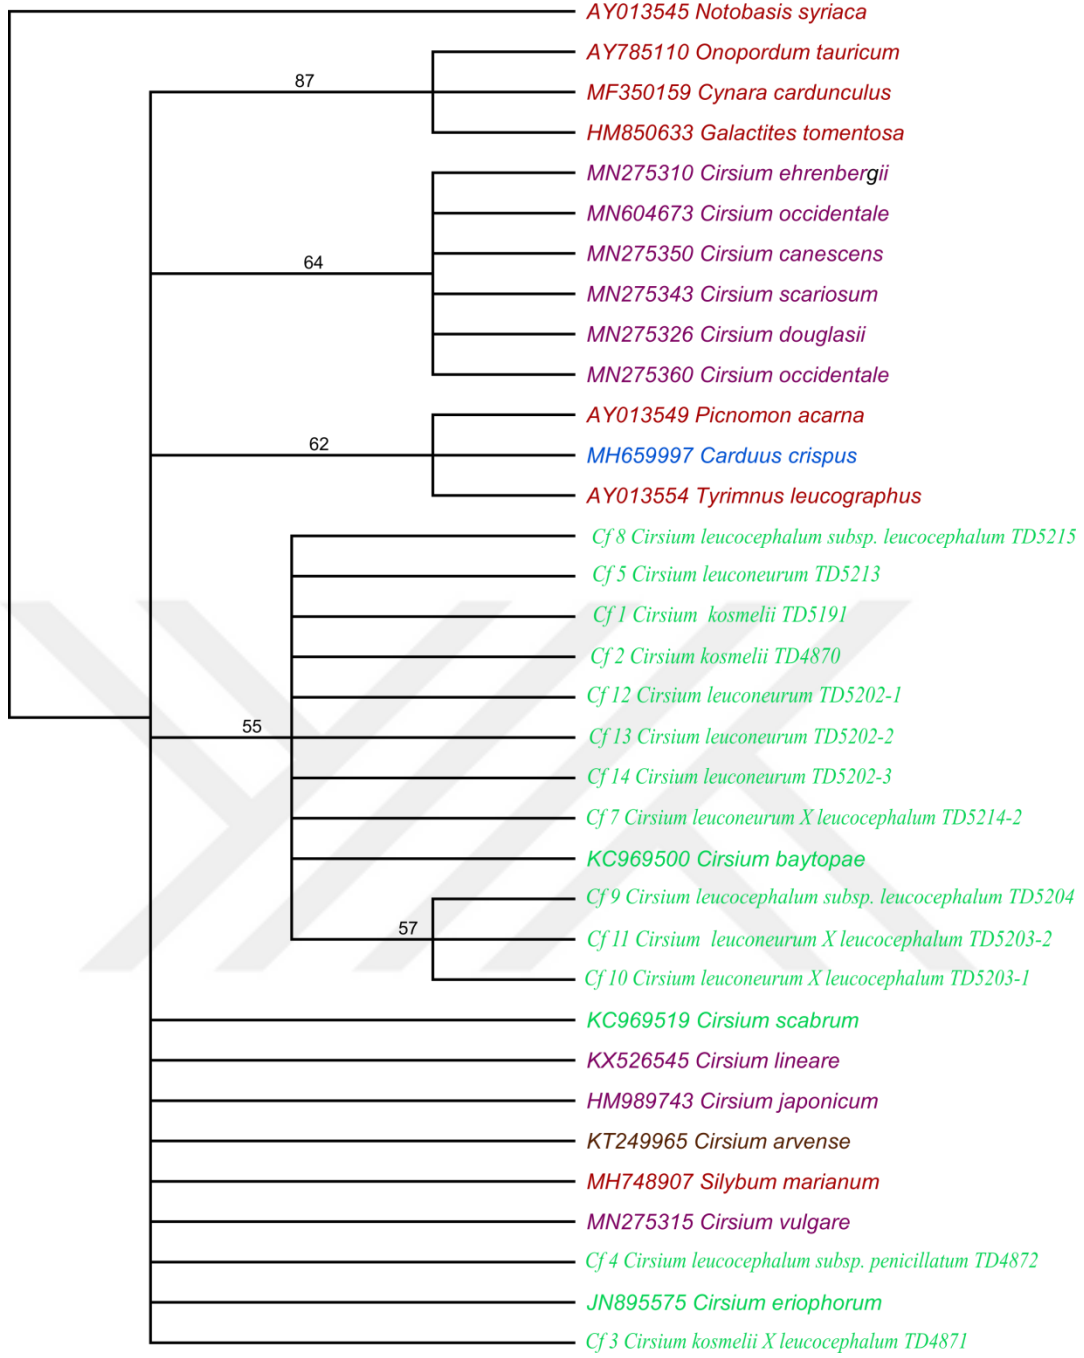 AY013545 Notobasis syriaca
AY785110 Onopordum tauricum
87
MF350159 Cynara cardunculus
HM850633 Galactites tomentosa
MN275310 Cirsium ehrenbergii
MN604673 Cirsium occidentale
MN275350 Cirsium canescens
64
MN275343 Cirsium scariosum
MN275326 Cirsium douglasii
MN275360 Cirsium occidentale
AY013549 Picnomon acarna
62
MH659997 Carduus crispus
AY013554 Tyrimnus leucographus
Cf 8 Cirsium leucocephalum subsp. leucocephalum TD5215
Cf 5 Cirsium leuconeurum TD5213
Cf 1 Cirsium kosmelii TD5191
Cf 2 Cirsium kosmelii TD4870
Cf 12 Cirsium leuconeurum TD5202-1
55
Cf 13 Cirsium leuconeurum TD5202-2
Cf 14 Cirsium leuconeurum TD5202-3
Cf 7 Cirsium leuconeurum X leucocephalum TD5214-2
KC969500 Cirsium baytopae
Cf 9 Cirsium leucocephalum subsp. leucocephalum TD5204
57
Cf 11 Cirsium leuconeurum X leucocephalum TD5203-2
Cf 10 Cirsium leuconeurum X leucocephalum TD5203-1
KC969519 Cirsium scabrum
KX526545 Cirsium lineare
HM989743 Cirsium japonicum
KT249965 Cirsium arvense
MH748907 Silybum marianum
MN275315 Cirsium vulgare
Cf 4 Cirsium leucocephalum subsp. penicillatum TD4872
JN895575 Cirsium eriophorum
Cf 3 Cirsium kosmelii X leucocephalum TD4871